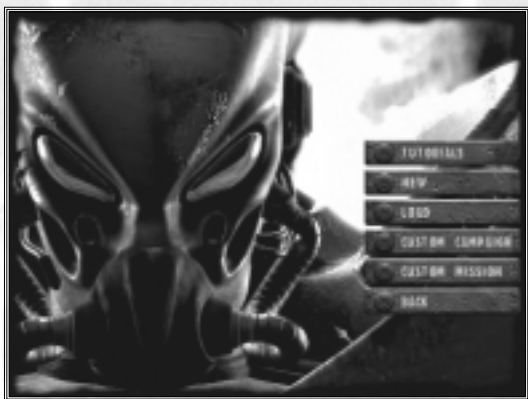 TUTORIALS
NEW
LOAD
CUSTOM CAMPAIGN
CUSTOM MISSION
BACK